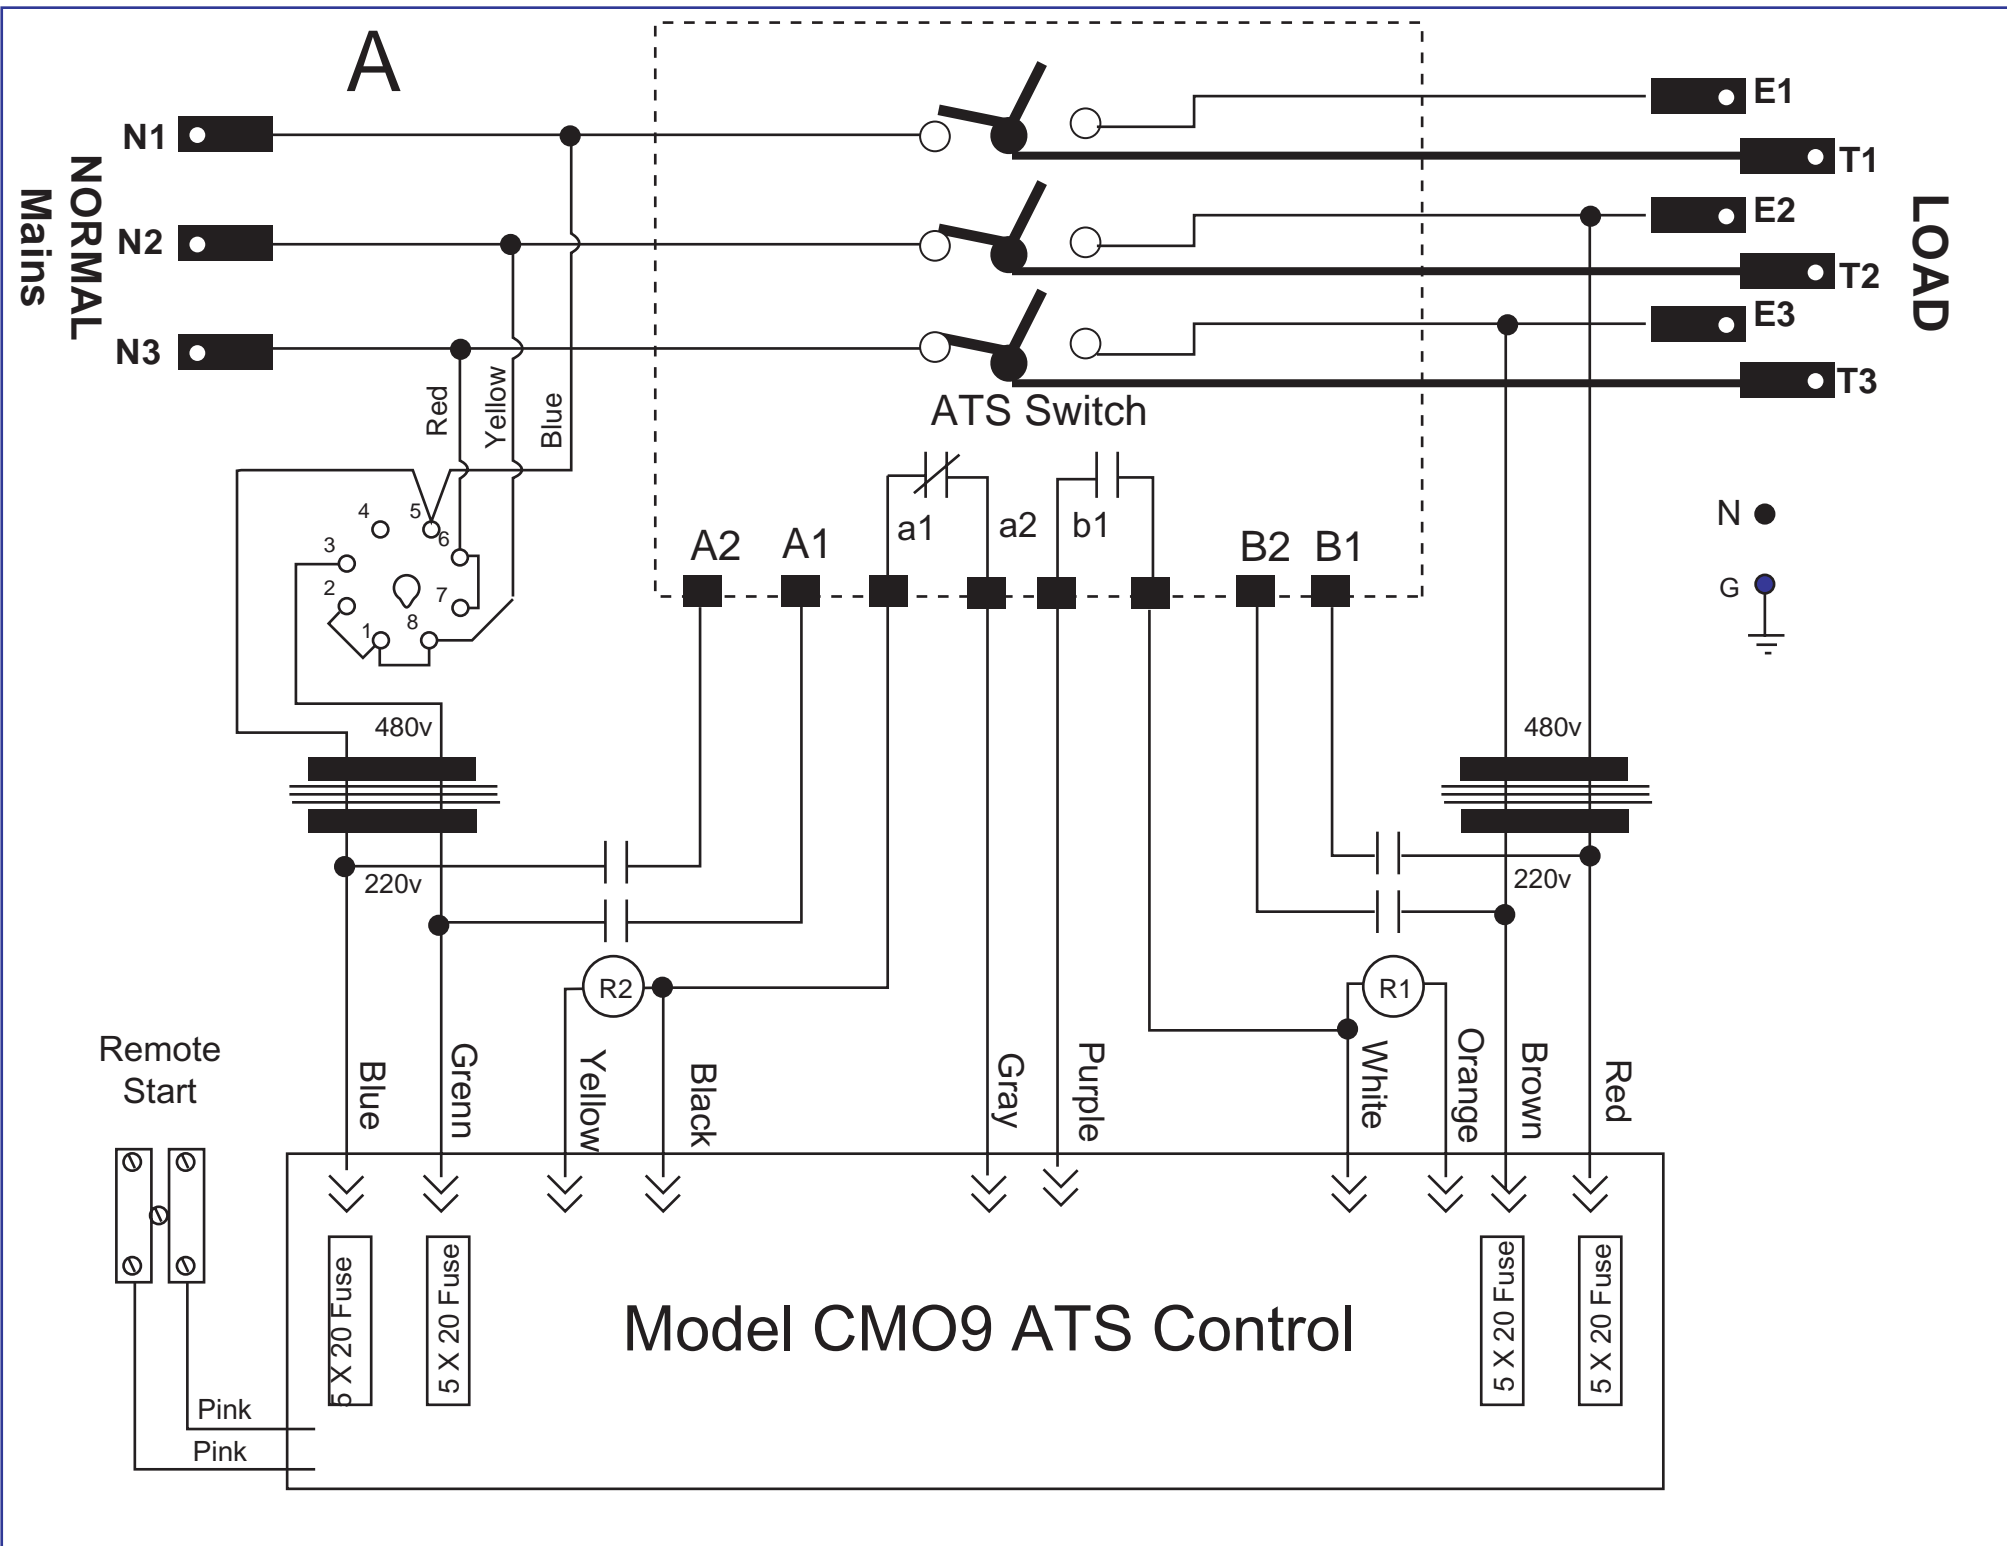 A
N1
N2
N3
NORMAL
Mains
E1
T1
E2
T2
E3
T3
LOAD
Red
Yellow
Blue
ATS Switch
4
5
3
6
2
7
1
8
a1
a2
b1
A2
A1
B2
B1
N
G
480v
480v
220v
220v
R2
R1
Remote
Start
Blue
Grenn
Yellow
Black
Gray
Purple
White
Orange
Brown
Red
5 X 20 Fuse
5 X 20 Fuse
5 X 20 Fuse
5 X 20 Fuse
Model CMO9 ATS Control
Pink
Pink